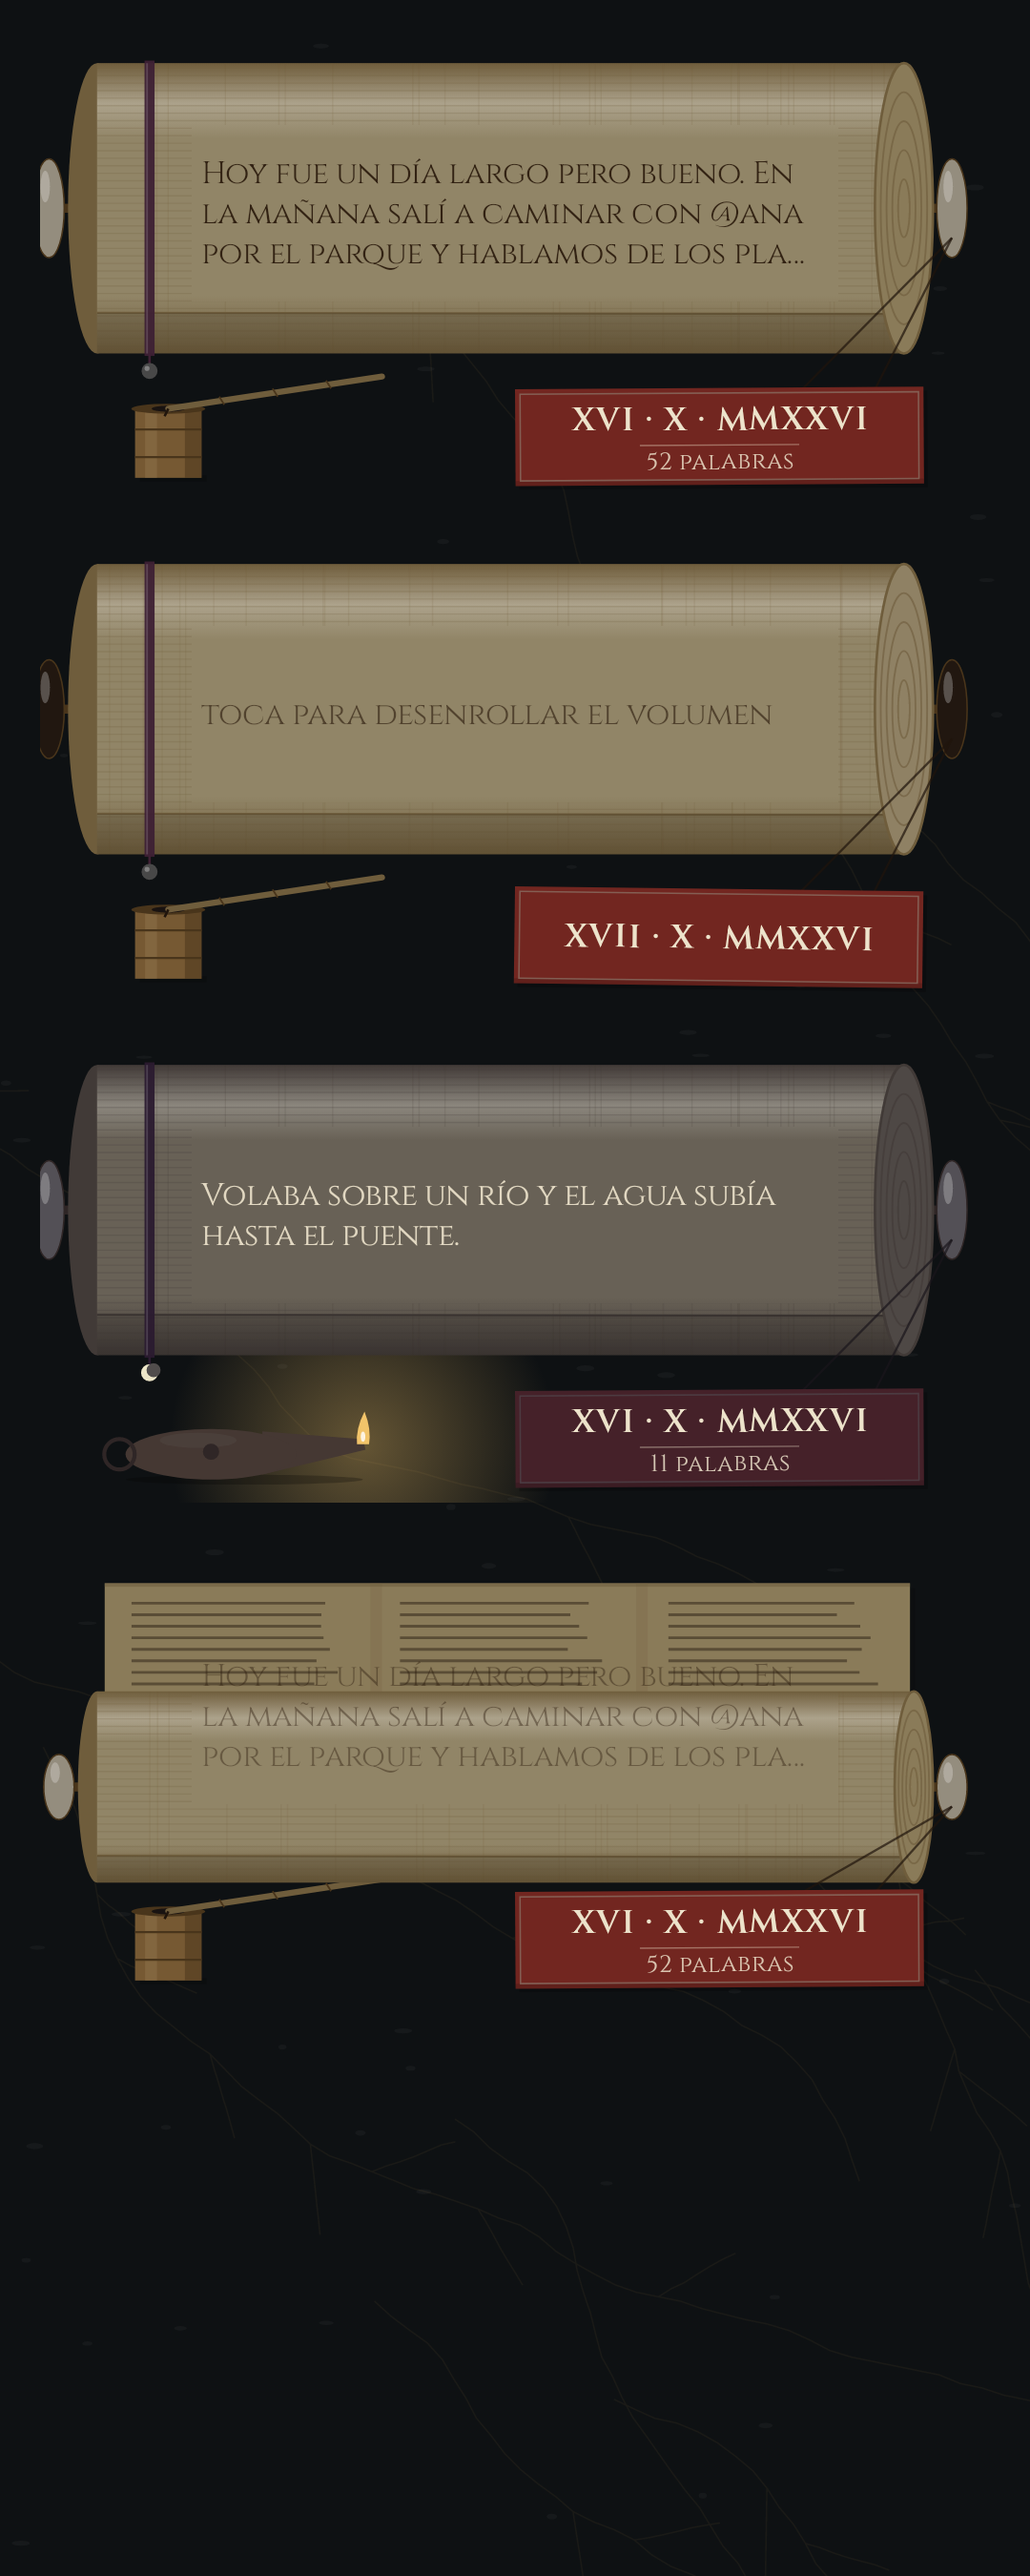 Hoy fue un día largo pero bueno. En
la mañana salí a caminar con @Ana
por el parque y hablamos de los pla...
XVI · X · MMXXVI
52 palabras
toca para desenrollar el volumen
XVII · X · MMXXVI
Volaba sobre un río y el agua subía
hasta el puente.
XVI · X · MMXXVI
11 palabras
Hoy fue un día largo pero bueno. En
la mañana salí a caminar con @Ana
por el parque y hablamos de los pla...
XVI · X · MMXXVI
52 palabras